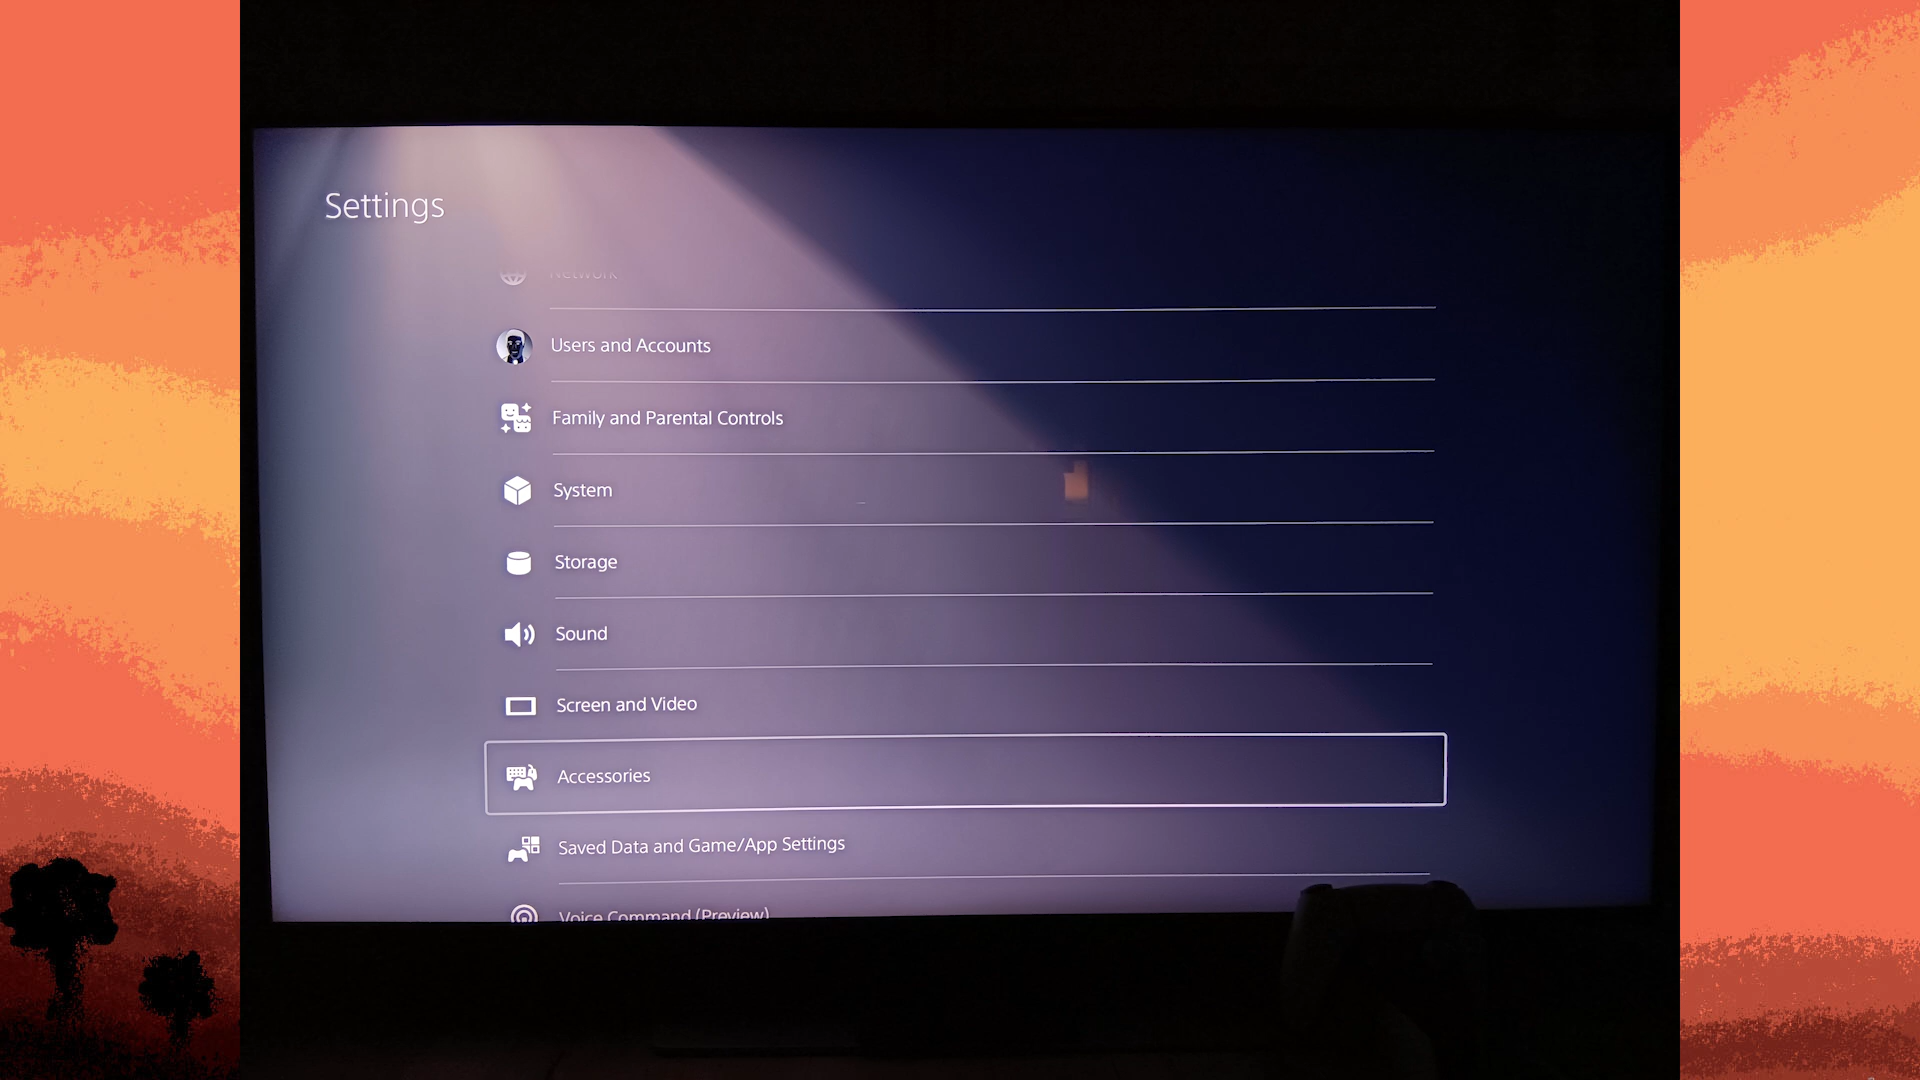 Settings
Network
Users and Accounts
Family and Parental Controls
System
Storage
Sound
Screen and Video
Accessories
Saved Data and Game/App Settings
Voice Command (Preview)